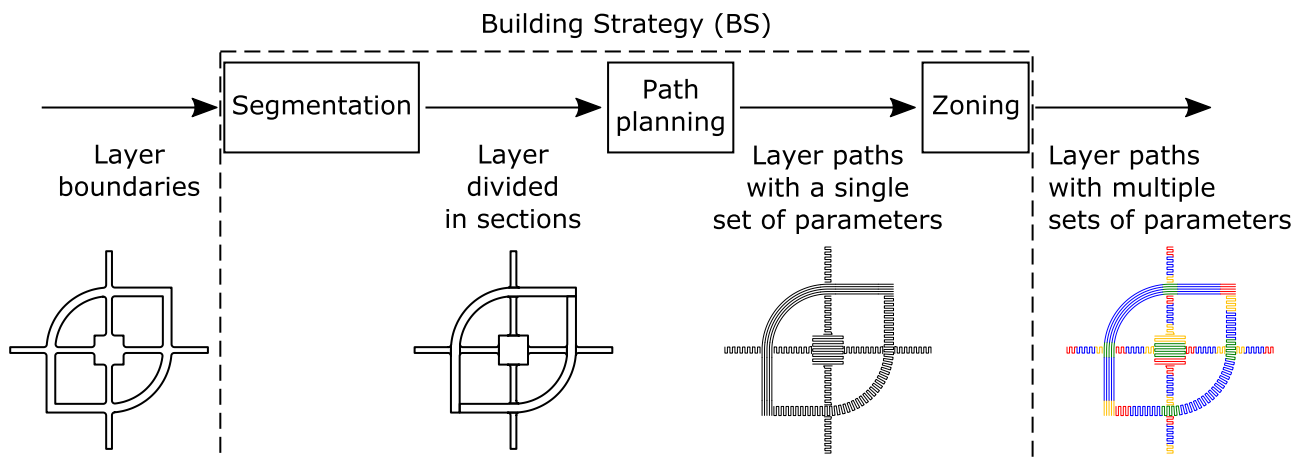 Building Strategy (BS)
Segmentation
Path
planning
Zoning
Layer
boundaries
Layer
divided
in sections
Layer paths
with a single
set of parameters
Layer paths
with multiple
sets of parameters